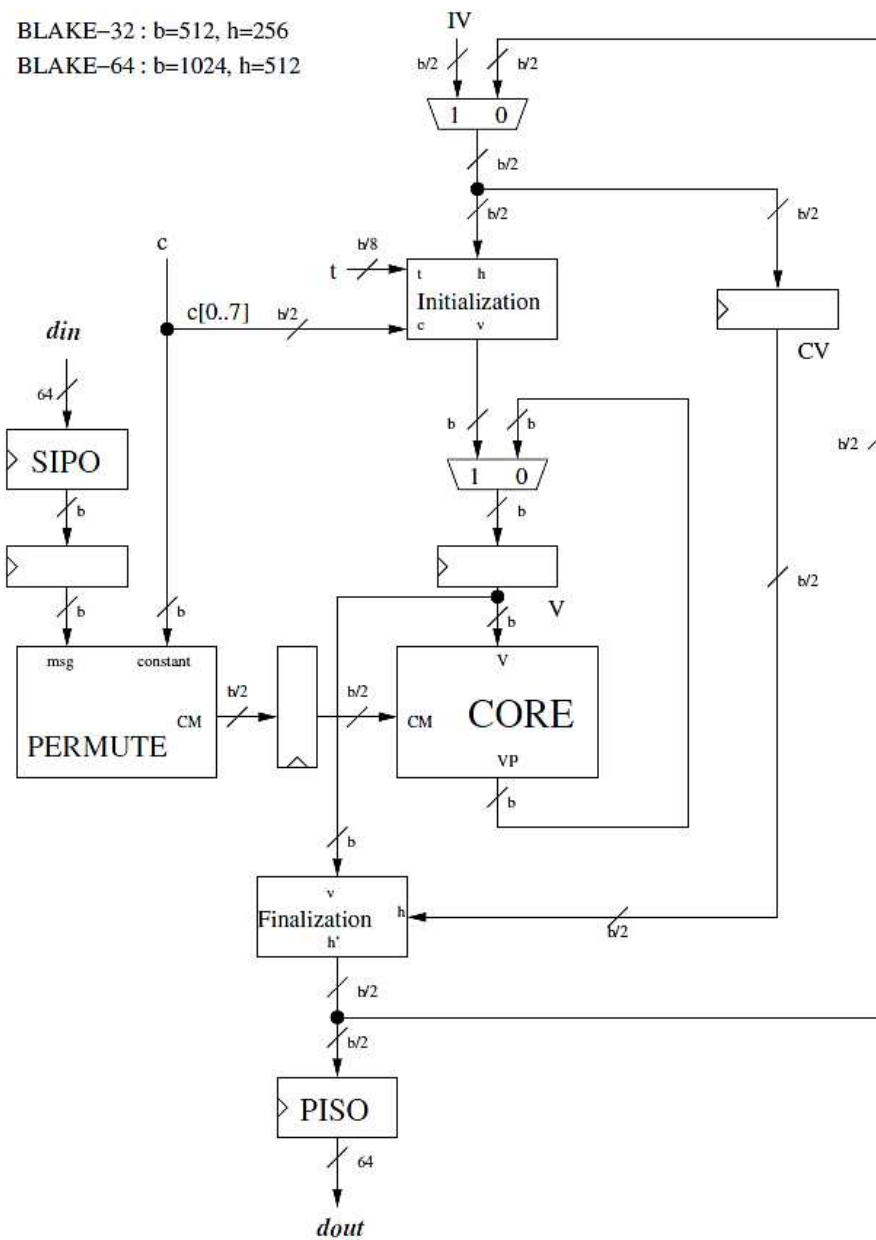 BLAKE−32 : b=512, h=256
BLAKE−64 : b=1024, h=512
IV
b/2
b/2
1 0
b/2
b/2
b/2
c
b/8
t
t h
Initialization
c v
c[0..7]
b/2
CV
din
64
SIPO
b
b
b
b
b
1 0
b
b/2
V
b
b/2
msg constant
CM
PERMUTE
b/2
b/2
V
CM
CORE
VP
b
b
v
Finalization
h
h'
b/2
b/2
b/2
PISO
64
dout